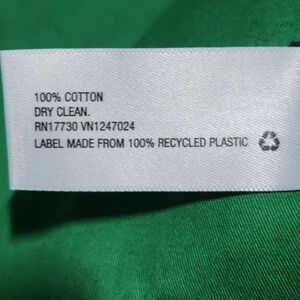 100% COTTON
DRY CLEAN.
RN17730 VN1247024
LABEL MADE FROM 100% RECYCLED PLASTIC